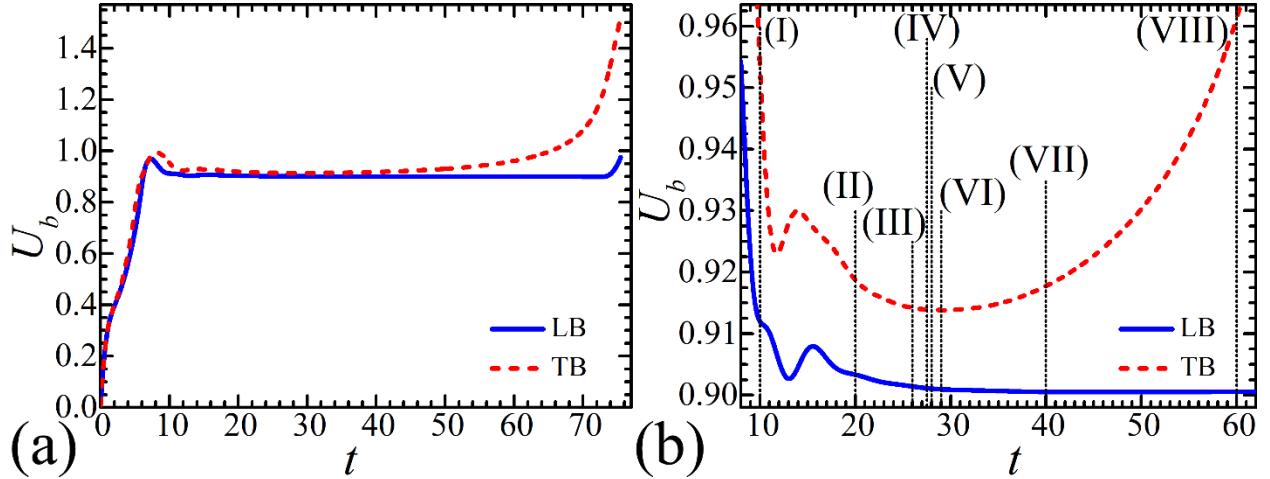 1.4
1.2
1.0
0.8
0.6
0.4
0.2
0.0
U_b
0 10 20 30 40 50 60 70
t
LB
TB
(a)
0.96
0.95
0.94
0.93
0.92
0.91
0.90
U_b
10 20 30 40 50 60
t
(I)
(II)
(III)
(IV)
(V)
(VI)
(VII)
(VIII)
LB
TB
(b)